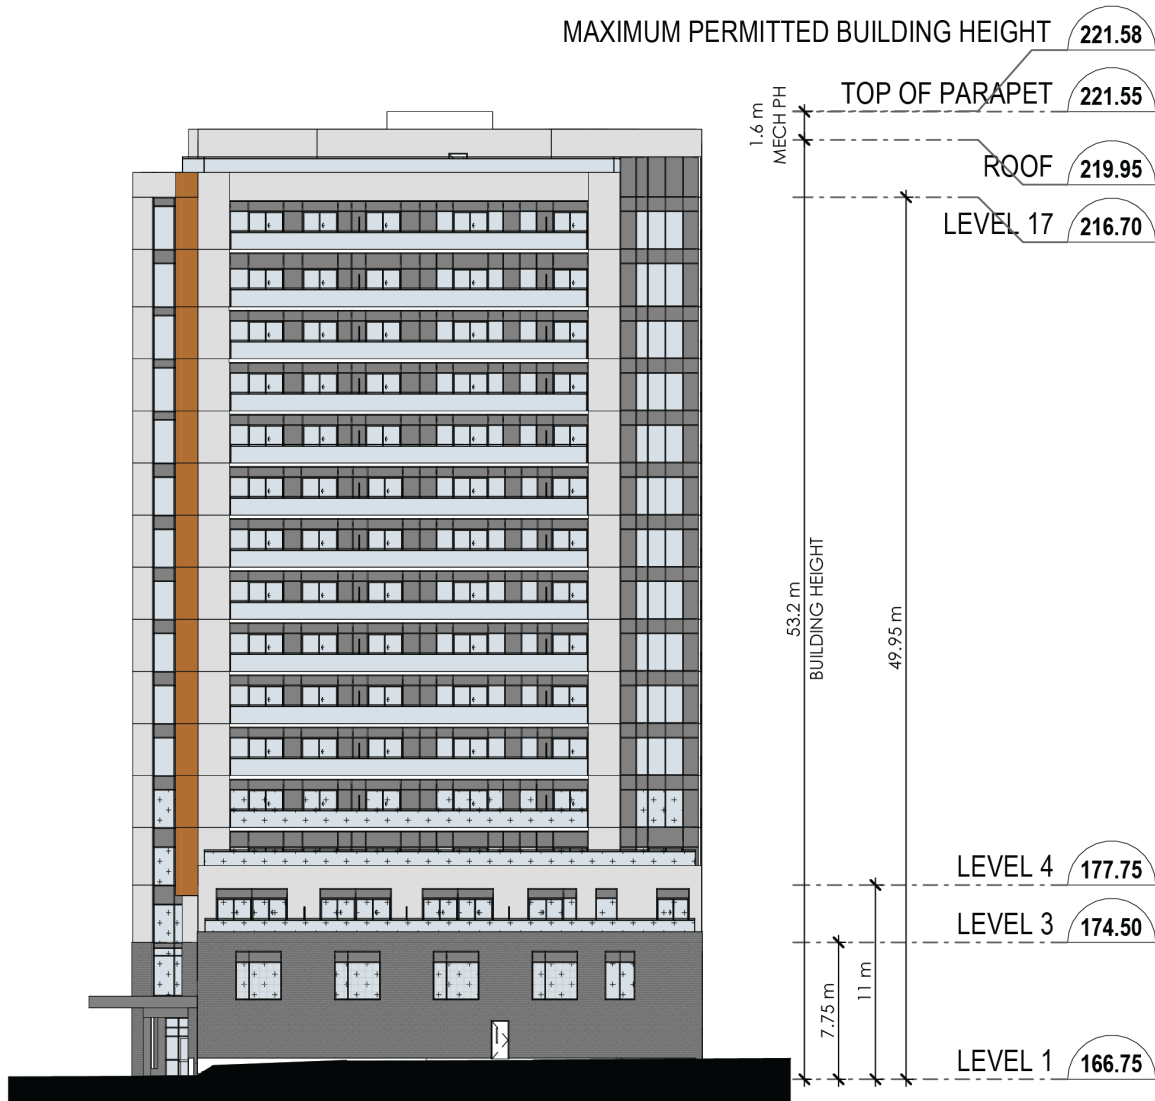 MAXIMUM PERMITTED BUILDING HEIGHT 221.58
TOP OF PARAPET 221.55
1.6 m
MECH PH
ROOF 219.95
LEVEL 17 216.70
53.2 m
BUILDING HEIGHT
49.95 m
LEVEL 4 177.75
LEVEL 3 174.50
11 m
7.75 m
LEVEL 1 166.75